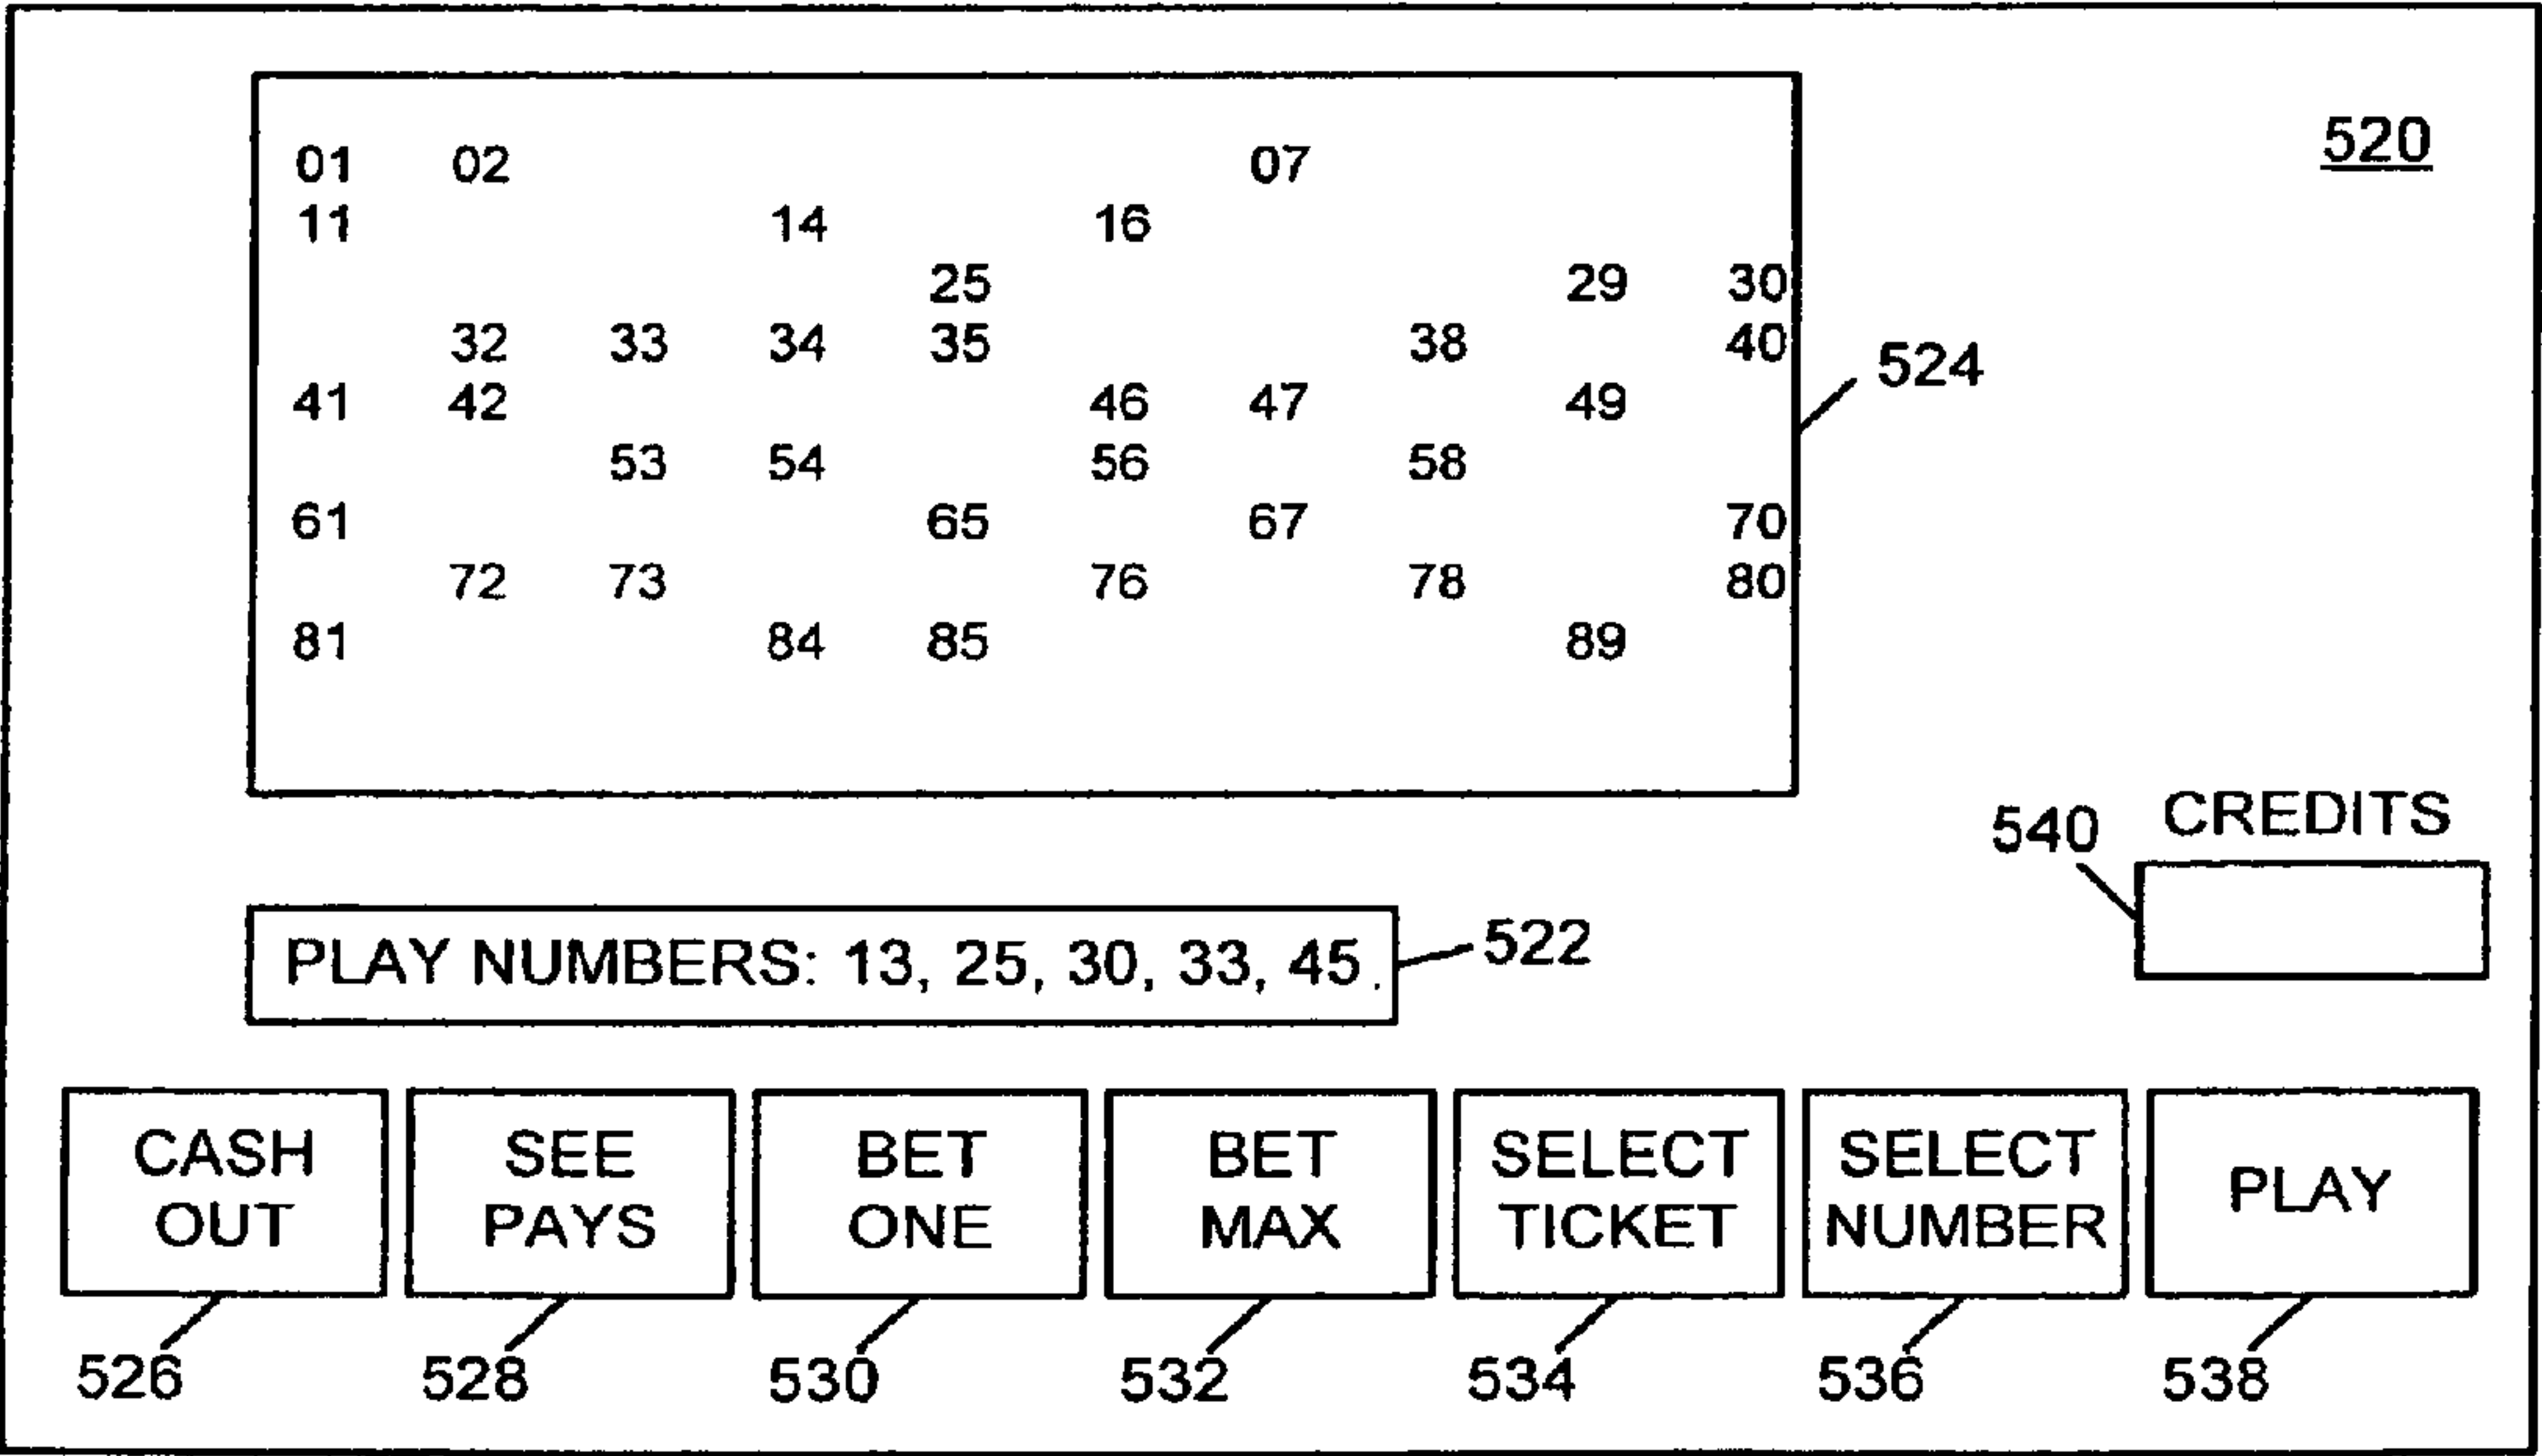 520
01 02 07
11 14 16
25 29 30
32 33 34 35 38 40
41 42 46 47 49
53 54 56 58
61 65 67 70
72 73 76 78 80
81 84 85 89
524
CREDITS
540
PLAY NUMBERS: 13, 25, 30, 33, 45.
522
CASH
OUT
SEE
PAYS
BET
ONE
BET
MAX
SELECT
TICKET
SELECT
NUMBER
PLAY
526 528 530 532 534 536 538